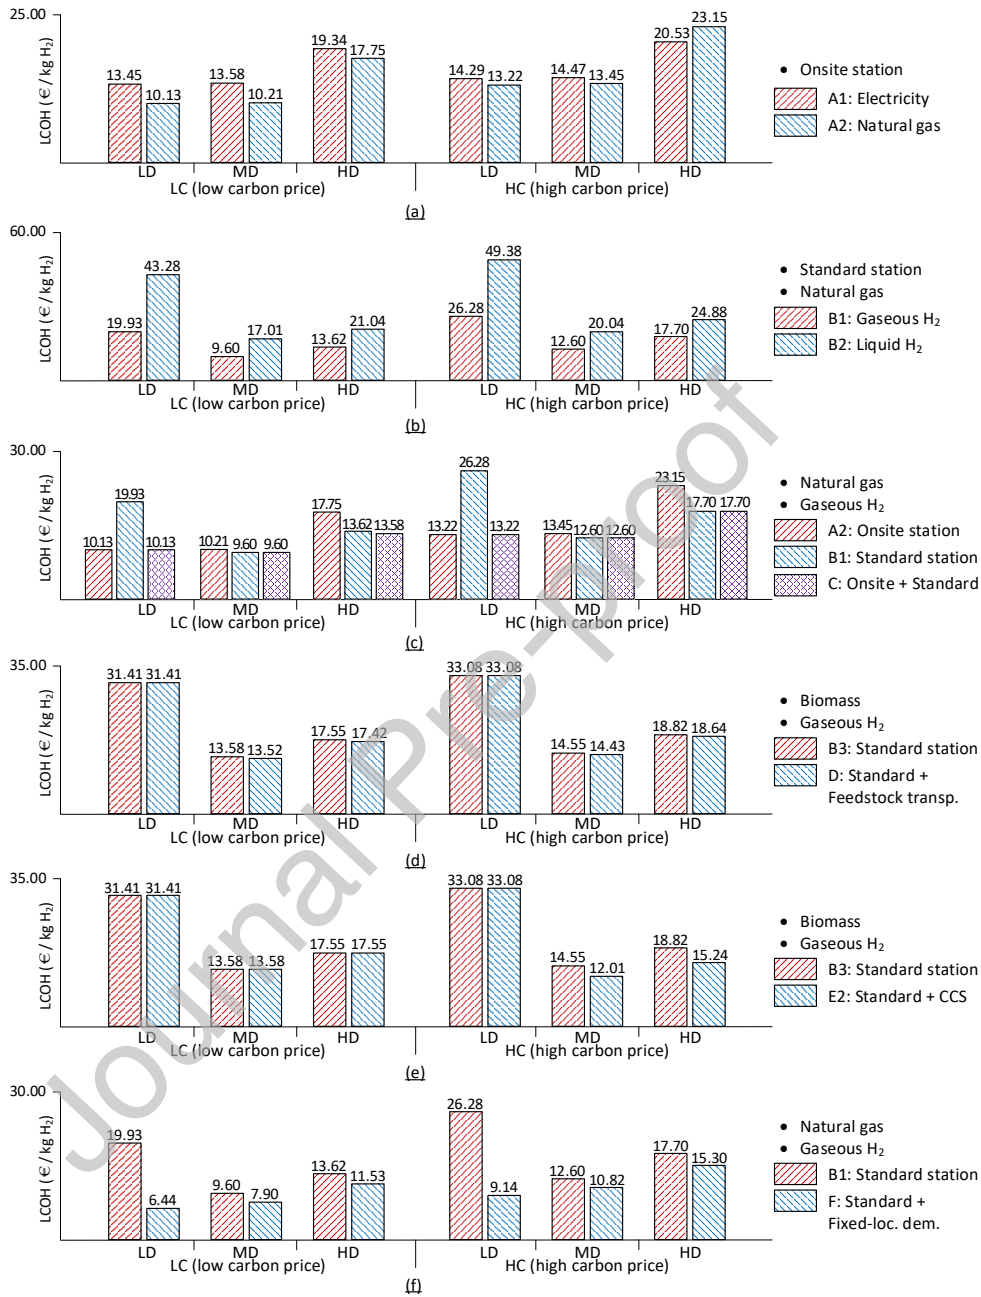 25.00
LCOH (€ / kg H2)
13.45 10.13 13.58 10.21 19.34 17.75 14.29 13.22 14.47 13.45 20.53 23.15
LD MD HD LD MD HD
LC (low carbon price) HC (high carbon price)
(a)
• Onsite station
A1: Electricity
A2: Natural gas
60.00
LCOH (€ / kg H2)
19.93 43.28 9.60 17.01 13.62 21.04 26.28 49.38 12.60 20.04 17.70 24.88
LD MD HD LD MD HD
LC (low carbon price) HC (high carbon price)
(b)
• Standard station
• Natural gas
B1: Gaseous H2
B2: Liquid H2
30.00
LCOH (€ / kg H2)
10.13 19.93 10.13 10.21 9.60 9.60 17.75 13.62 13.58 13.22 26.28 13.22 13.45 12.60 12.60 23.15 17.70 17.70
LD MD HD LD MD HD
LC (low carbon price) HC (high carbon price)
(c)
• Natural gas
• Gaseous H2
A2: Onsite station
B1: Standard station
C: Onsite + Standard
35.00
LCOH (€ / kg H2)
31.41 31.41 13.58 13.52 17.55 17.42 33.08 33.08 14.55 14.43 18.82 18.64
LD MD HD LD MD HD
LC (low carbon price) HC (high carbon price)
(d)
• Biomass
• Gaseous H2
B3: Standard station
D: Standard +
Feedstock transp.
35.00
LCOH (€ / kg H2)
31.41 31.41 13.58 13.58 17.55 17.55 33.08 33.08 14.55 12.01 18.82 15.24
LD MD HD LD MD HD
LC (low carbon price) HC (high carbon price)
(e)
• Biomass
• Gaseous H2
B3: Standard station
E2: Standard + CCS
30.00
LCOH (€ / kg H2)
19.93 6.44 9.60 7.90 13.62 11.53 26.28 9.14 12.60 10.82 17.70 15.30
LD MD HD LD MD HD
LC (low carbon price) HC (high carbon price)
(f)
• Natural gas
• Gaseous H2
B1: Standard station
F: Standard +
Fixed-loc. dem.
Journal Pre-proof